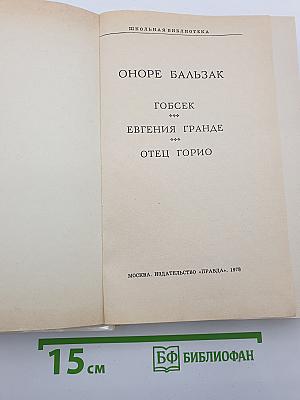 ШКОЛЬНАЯ БИБЛИОТЕКА
ОНОРЕ БАЛЬЗАК
ГОБСЕК
***
ЕВГЕНИЯ ГРАНДЕ
***
ОТЕЦ ГОРИО
МОСКВА. ИЗДАТЕЛЬСТВО «ПРАВДА». 1978
15 см
БФ БИБЛИОФАН